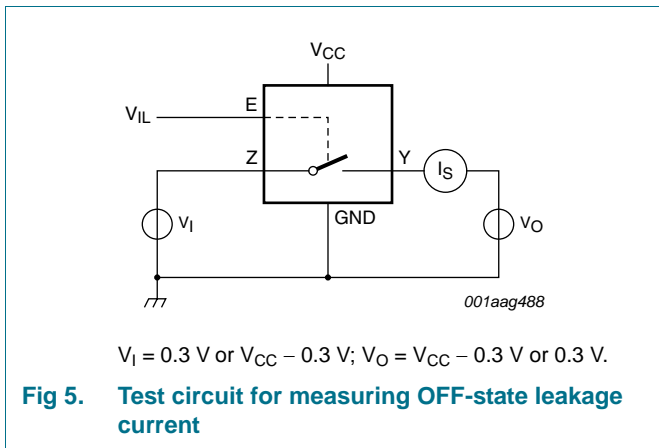 VCC
E
VIL
Z
Y
IS
GND
VI
VO
001aag488
VI = 0.3 V or VCC − 0.3 V; VO = VCC − 0.3 V or 0.3 V.
Fig 5. Test circuit for measuring OFF-state leakage
current